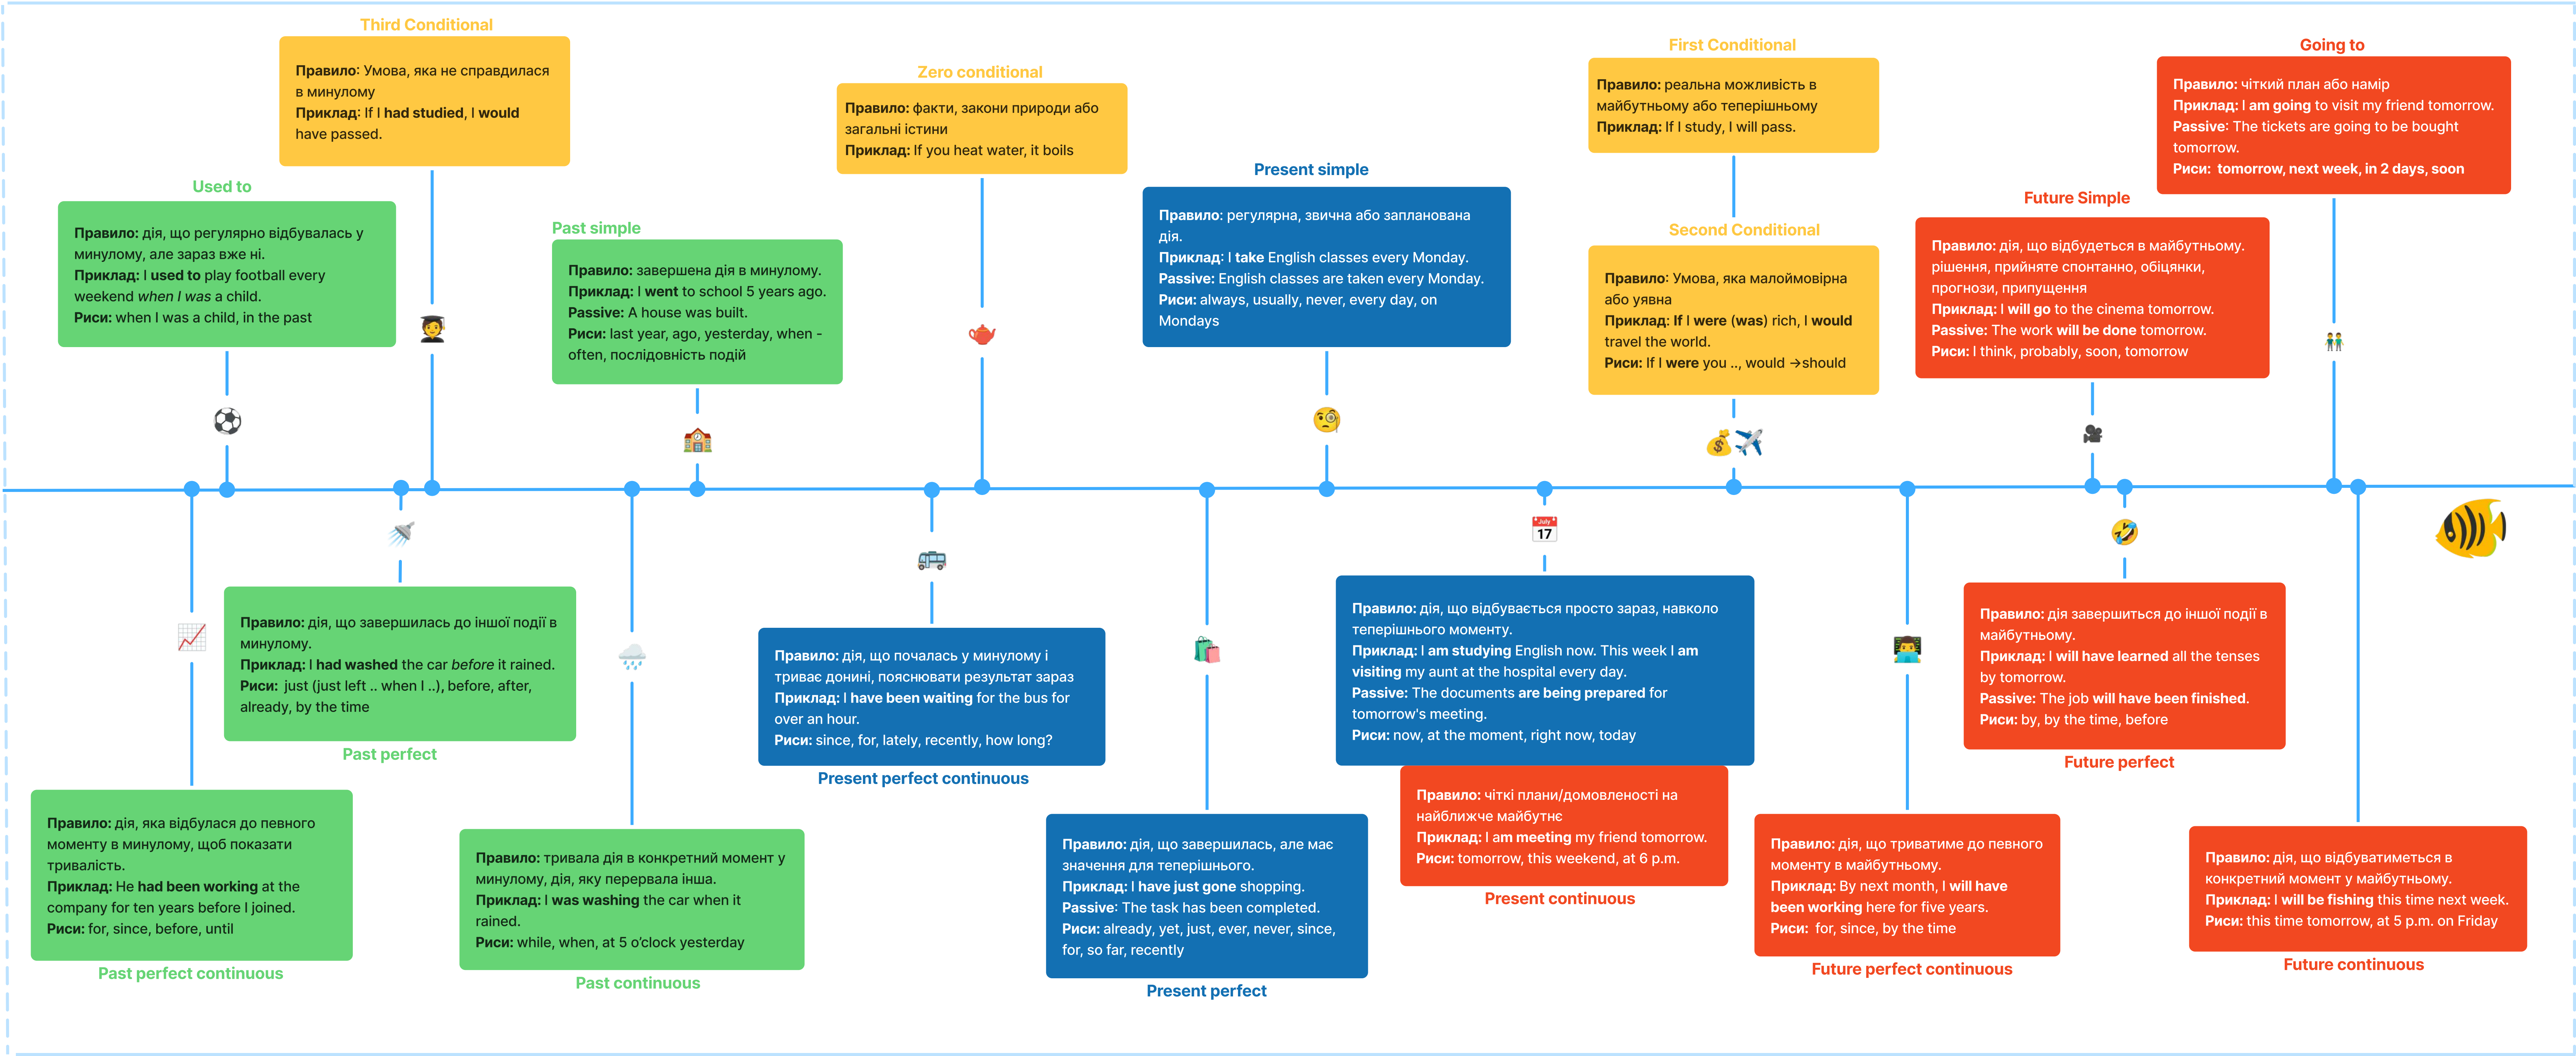 Third Conditional
Правило: Умова, яка не справдилася
в минулому
Приклад: If I had studied, I would
have passed.
Zero conditional
Правило: факти, закони природи або
загальні істини
Приклад: If you heat water, it boils
First Conditional
Правило: реальна можливість в
майбутньому або теперішньому
Приклад: If I study, I will pass.
Going to
Правило: чіткий план або намір
Приклад: I am going to visit my friend tomorrow.
Passive: The tickets are going to be bought
tomorrow.
Риси: tomorrow, next week, in 2 days, soon
Used to
Правило: дія, що регулярно відбувалась у
минулому, але зараз вже ні.
Приклад: I used to play football every
weekend when I was a child.
Риси: when I was a child, in the past
Past simple
Правило: завершена дія в минулому.
Приклад: I went to school 5 years ago.
Passive: A house was built.
Риси: last year, ago, yesterday, when -
often, послідовність подій
Present simple
Правило: регулярна, звична або запланована
дія.
Приклад: I take English classes every Monday.
Passive: English classes are taken every Monday.
Риси: always, usually, never, every day, on
Mondays
Second Conditional
Правило: Умова, яка малоймовірна
або уявна
Приклад: If I were (was) rich, I would
travel the world.
Риси: If I were you .., would →should
Future Simple
Правило: дія, що відбудеться в майбутньому.
рішення, прийняте спонтанно, обіцянки,
прогнози, припущення
Приклад: I will go to the cinema tomorrow.
Passive: The work will be done tomorrow.
Риси: I think, probably, soon, tomorrow
July
17
Правило: дія, що завершилась до іншої події в
минулому.
Приклад: I had washed the car before it rained.
Риси: just (just left .. when I ..), before, after,
already, by the time
Past perfect
Правило: дія, що почалась у минулому і
триває донині, пояснювати результат зараз
Приклад: I have been waiting for the bus for
over an hour.
Риси: since, for, lately, recently, how long?
Present perfect continuous
Правило: дія, що відбувається просто зараз, навколо
теперішнього моменту.
Приклад: I am studying English now. This week I am
visiting my aunt at the hospital every day.
Passive: The documents are being prepared for
tomorrow's meeting.
Риси: now, at the moment, right now, today
Правило: чіткі плани/домовленості на
найближче майбутнє
Приклад: I am meeting my friend tomorrow.
Риси: tomorrow, this weekend, at 6 p.m.
Present continuous
Правило: дія завершиться до іншої події в
майбутньому.
Приклад: I will have learned all the tenses
by tomorrow.
Passive: The job will have been finished.
Риси: by, by the time, before
Future perfect
Правило: дія, яка відбулася до певного
моменту в минулому, щоб показати
тривалість.
Приклад: He had been working at the
company for ten years before I joined.
Риси: for, since, before, until
Past perfect continuous
Правило: тривала дія в конкретний момент у
минулому, дія, яку перервала інша.
Приклад: I was washing the car when it
rained.
Риси: while, when, at 5 o'clock yesterday
Past continuous
Правило: дія, що завершилась, але має
значення для теперішнього.
Приклад: I have just gone shopping.
Passive: The task has been completed.
Риси: already, yet, just, ever, never, since,
for, so far, recently
Present perfect
Правило: дія, що триватиме до певного
моменту в майбутньому.
Приклад: By next month, I will have
been working here for five years.
Риси: for, since, by the time
Future perfect continuous
Правило: дія, що відбуватиметься в
конкретний момент у майбутньому.
Приклад: I will be fishing this time next week.
Риси: this time tomorrow, at 5 p.m. on Friday
Future continuous